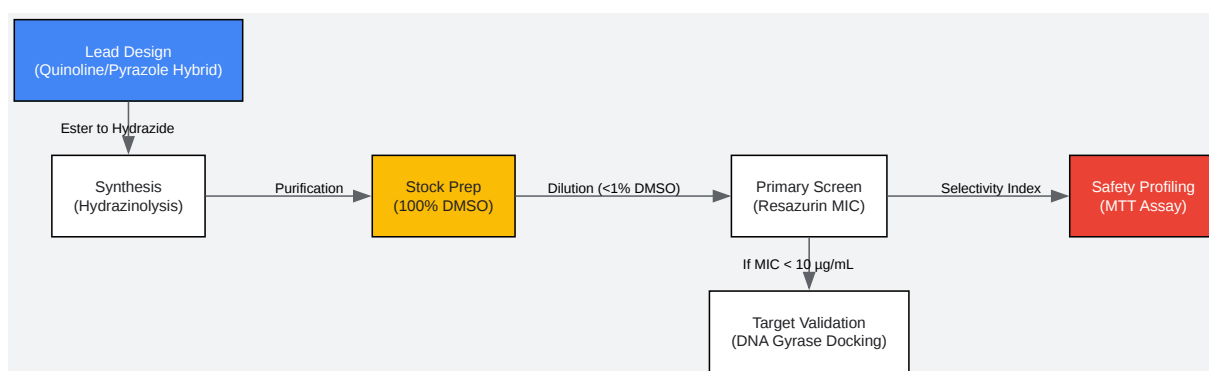 Lead Design
(Quinoline/Pyrazole Hybrid)
Ester to Hydrazide
Synthesis
(Hydrazinolysis)
Purification
Stock Prep
(100% DMSO)
Dilution (<1% DMSO)
Primary Screen
(Resazurin MIC)
Selectivity Index
Safety Profiling
(MTT Assay)
If MIC < 10 µg/mL
Target Validation
(DNA Gyrase Docking)